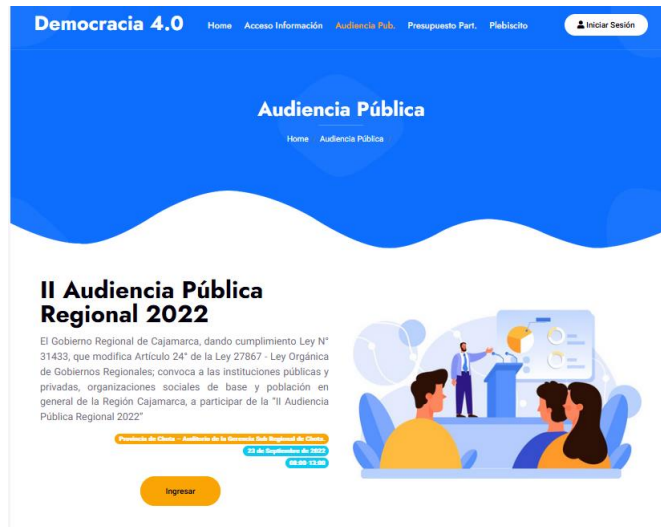 Democracia 4.0
Home Acceso Información Audiencia Pub. Presupuesto Part. Plebiscito
Iniciar Sesión
Audiencia Pública
Home Audiencia Pública
II Audiencia Pública
Regional 2022
El Gobierno Regional de Cajamarca, dando cumplimiento Ley N°
31433, que modifica Artículo 24° de la Ley 27867 - Ley Orgánica
de Gobiernos Regionales; convoca a las instituciones públicas y
privadas, organizaciones sociales de base y población en
general de la Región Cajamarca, a participar de la "II Audiencia
Pública Regional 2022"
Provincia de Chota - Auditorio de la Gerencia Sub Regional de Chota.
23 de Septiembre de 2022
08:00-13:00
Ingresar